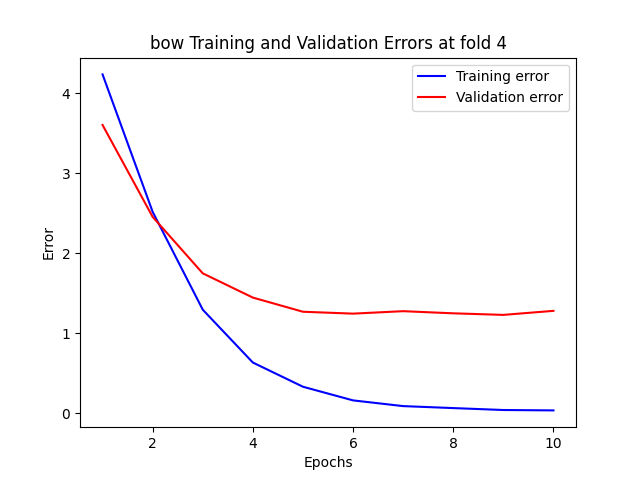 bow Training and Validation Errors at fold 4
Training error
Validation error
4
3
2
1
0
Error
2
4
6
8
10
Epochs